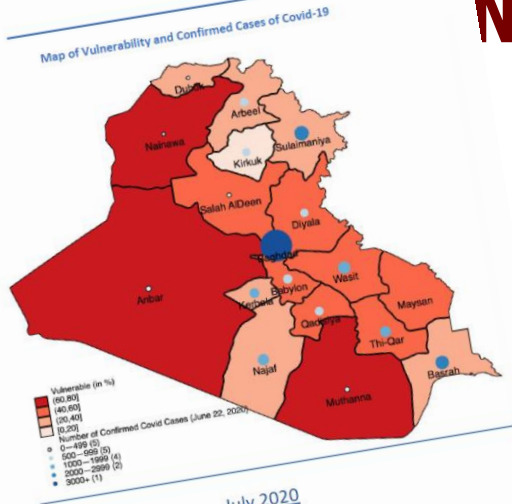 N
Map of Vulnerability and Confirmed Cases of Covid-19
Duhok
Arbeel
Nainewa
Sulaimaniya
Kirkuk
Salah AlDeen
Diyala
Baghdad
Wasit
Babylon
Anbar
Kerbela
Maysan
Qadisiya
Thi-Qar
Najaf
Basrah
Muthanna
Vulnerable (in %)
(60,80]
(40,60]
(20,40]
[0,20]
Number of Confirmed Covid Cases (June 22, 2020)
0—499 (5)
500—999 (5)
1000—1999 (4)
2000—2999 (2)
3000+ (1)
July 2020